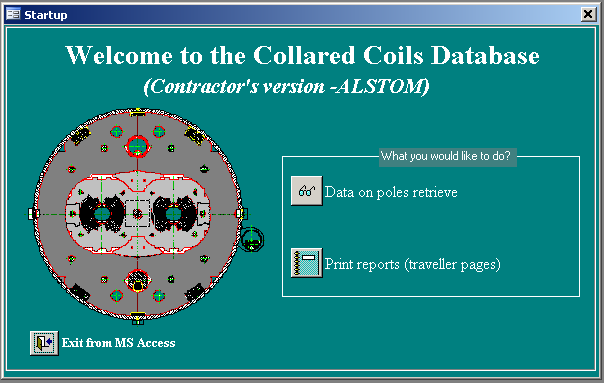 Startup
Welcome to the Collared Coils Database
(Contractor's version -ALSTOM)
What you would like to do?
Data on poles retrieve
Print reports (traveller pages)
Exit from MS Access